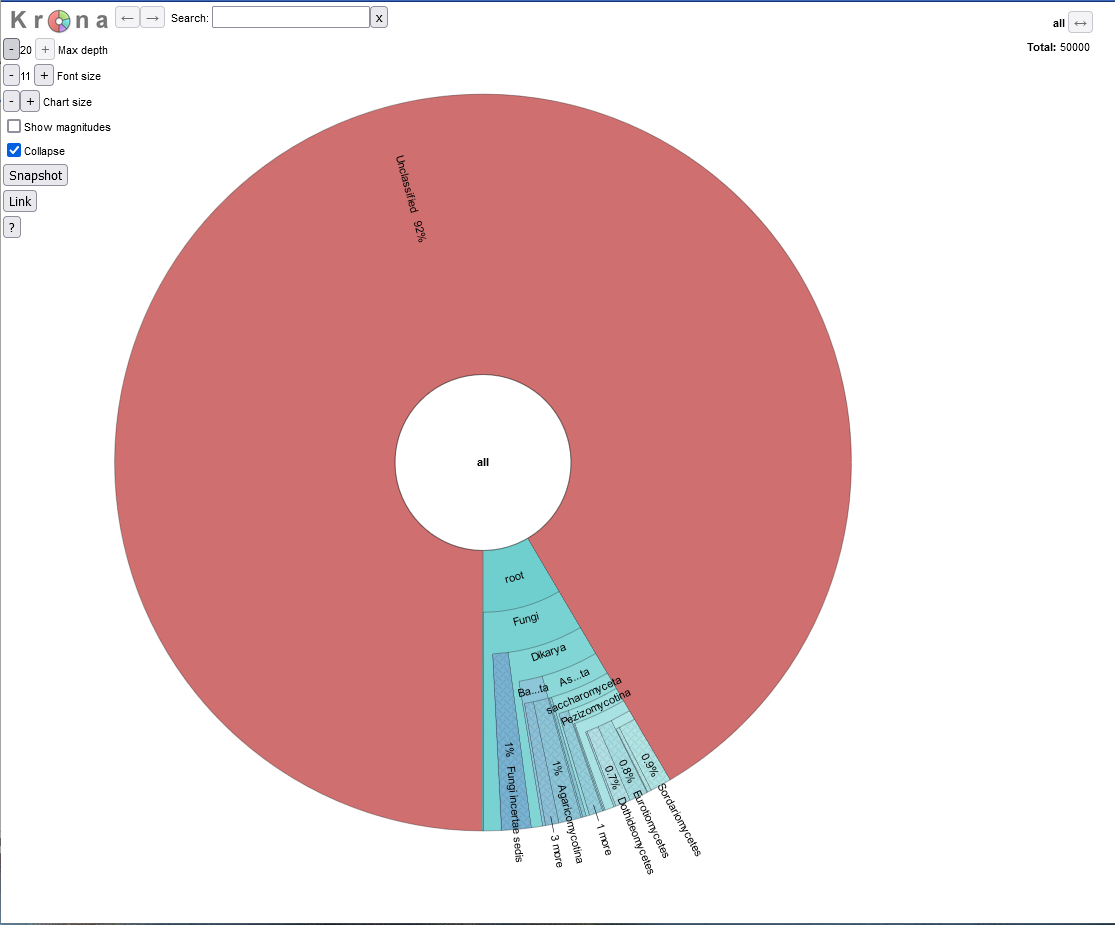 Krona ← → Search: x
all ↔
- 20 + Max depth
Total: 50000
- 11 + Font size
- + Chart size
Show magnitudes
Collapse
Snapshot
Link
?
Unclassified 92%
all
root
Fungi
Dikarya
As...ta
Ba...ta
saccharomyceta
Pezizomycotina
1% Fungi incertae sedis
3 more
1% Agaricomycotina
1 more
0.7% Dothideomycetes
0.8% Eurotiomycetes
0.9% Sordariomycetes